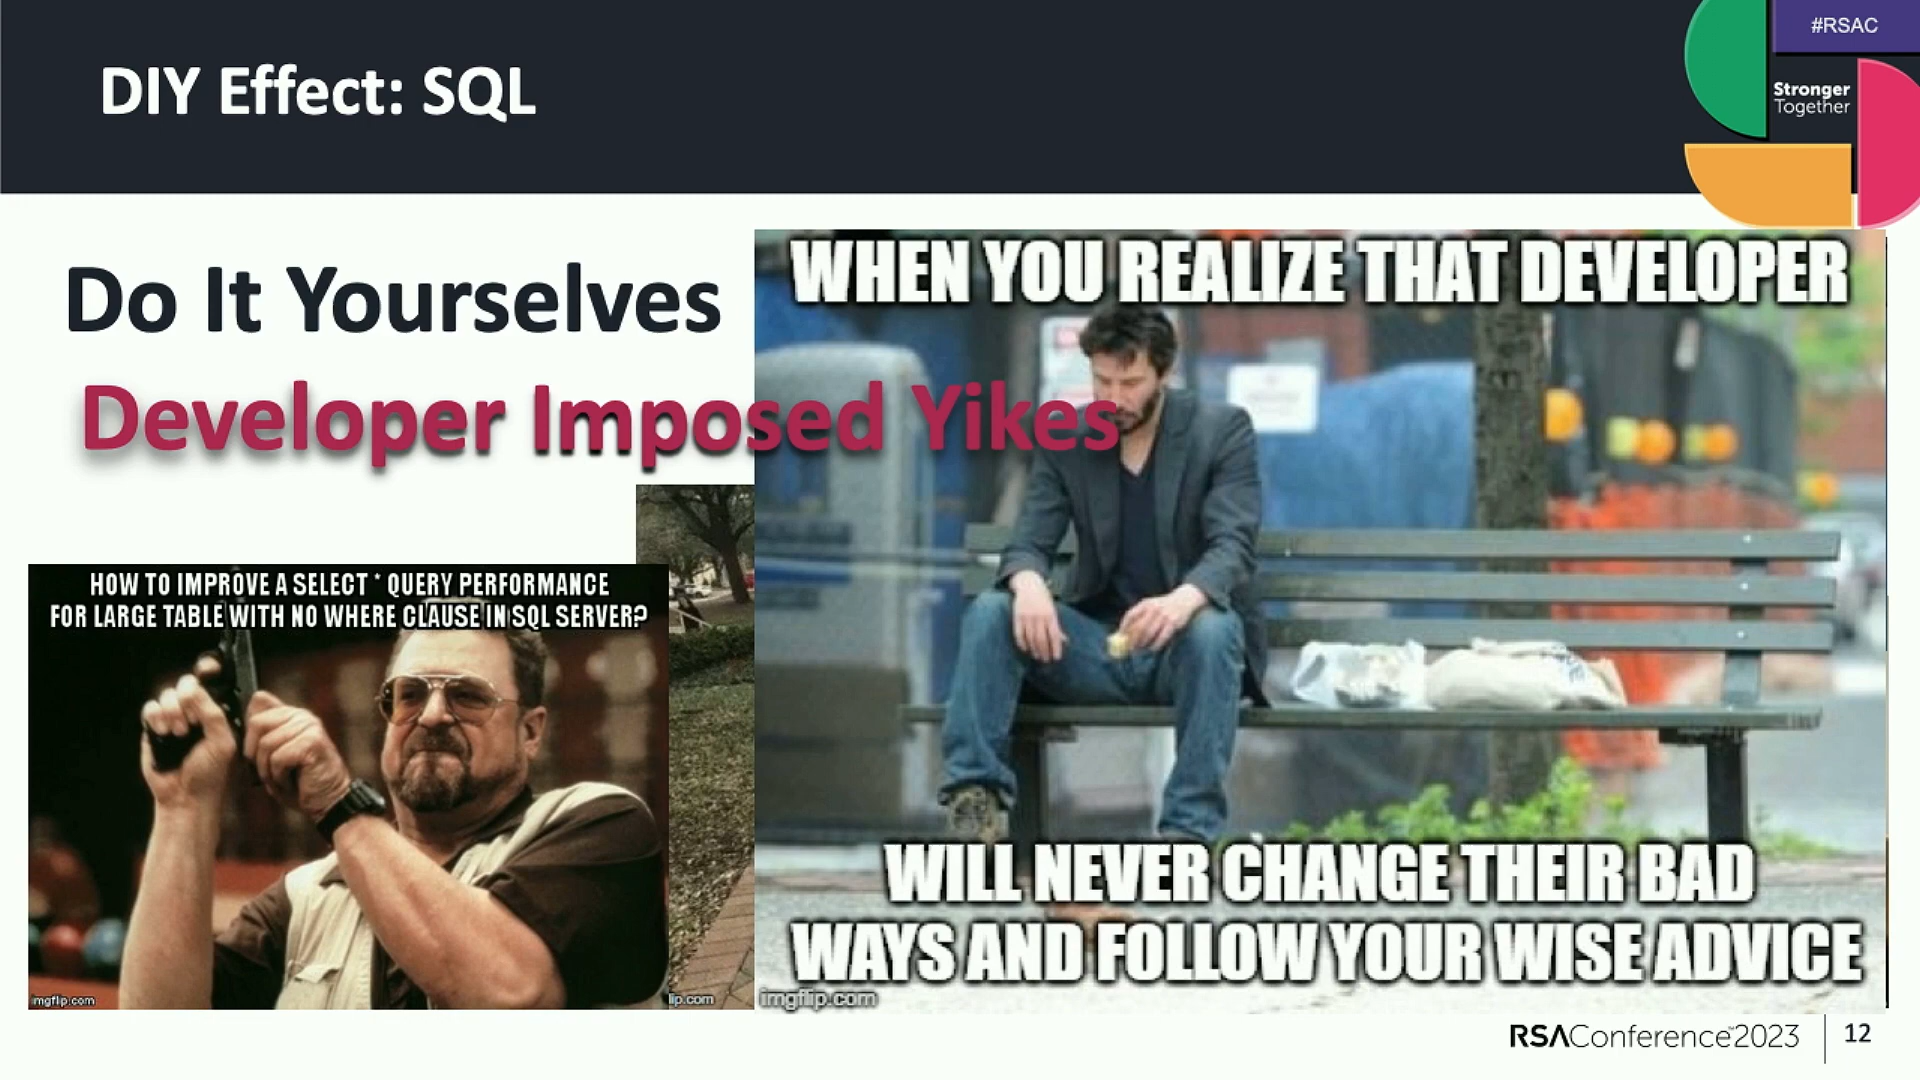 DIY Effect: SQL
#RSAC
Stronger
Together
Do It Yourselves
Developer Imposed Yikes
WHEN YOU REALIZE THAT DEVELOPER
WILL NEVER CHANGE THEIR BAD
WAYS AND FOLLOW YOUR WISE ADVICE
imgflip.com
HOW TO IMPROVE A SELECT * QUERY PERFORMANCE
FOR LARGE TABLE WITH NO WHERE CLAUSE IN SQL SERVER?
imgflip.com
lip.com
RSAConference™2023
12